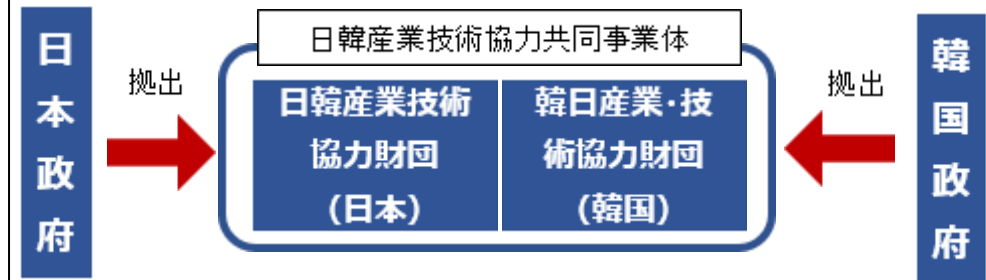 日本政府
拠出
日韓産業技術協力共同事業体
日韓産業技術
協力財団
(日本)
韓日産業・技
術協力財団
(韓国)
拠出
韓国政府